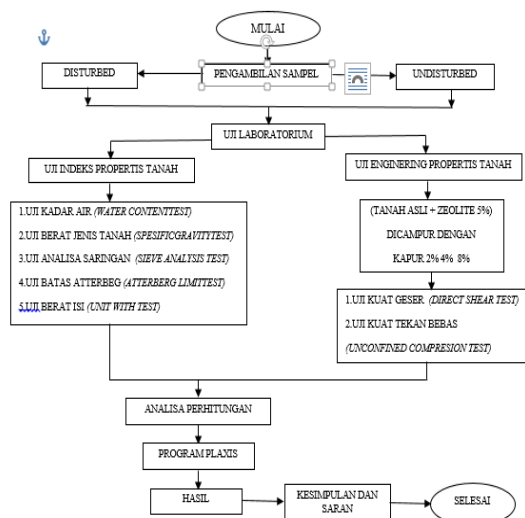 MULAI
DISTURBED
PENGAMBILAN SAMPEL
UNDISTURBED
UJI LABORATORIUM
UJI INDEKS PROPERTIS TANAH
UJI ENGINERING PROPERTIS TANAH
1.UJI KADAR AIR (WATER CONTENTTEST)
2.UJI BERAT JENIS TANAH (SPESIFICGRAVITYTEST)
3.UJI ANALISA SARINGAN (SIEVE ANALYSIS TEST)
4.UJI BATAS ATTERBEG (ATTERBERG LIMITTEST)
5.UJI BERAT ISI (UNIT WITH TEST)
(TANAH ASLI + ZEOLITE 5%)
DICAMPUR DENGAN
KAPUR 2% 4% 8%
1.UJI KUAT GESER (DIRECT SHEAR TEST)
2.UJI KUAT TEKAN BEBAS
(UNCONFINED COMPRESION TEST)
ANALISA PERHITUNGAN
PROGRAM PLAXIS
HASIL
KESIMPULAN DAN
SARAN
SELESAI